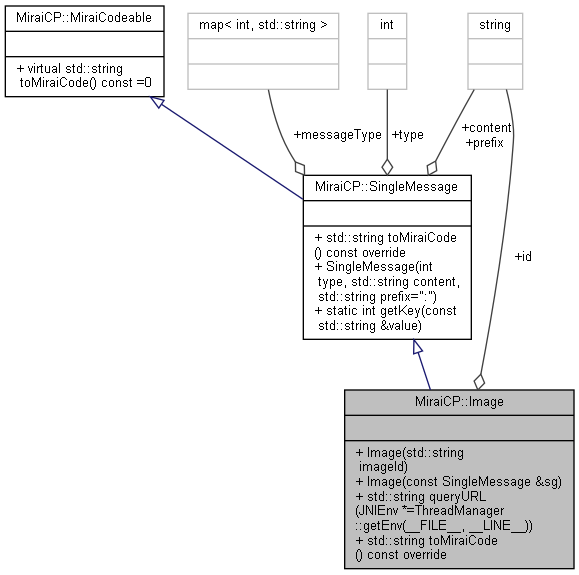 MiraiCP::MiraiCodeable
+ virtual std::string
toMiraiCode() const =0
map< int, std::string >
int
string
+messageType
+type
+content
+prefix
+id
MiraiCP::SingleMessage
+ std::string toMiraiCode
() const override
+ SingleMessage(int
type, std::string content,
std::string prefix=":")
+ static int getKey(const
std::string &value)
MiraiCP::Image
+ Image(std::string
imageId)
+ Image(const SingleMessage &sg)
+ std::string queryURL
(JNIEnv *=ThreadManager
::getEnv(__FILE__, __LINE__))
+ std::string toMiraiCode
() const override